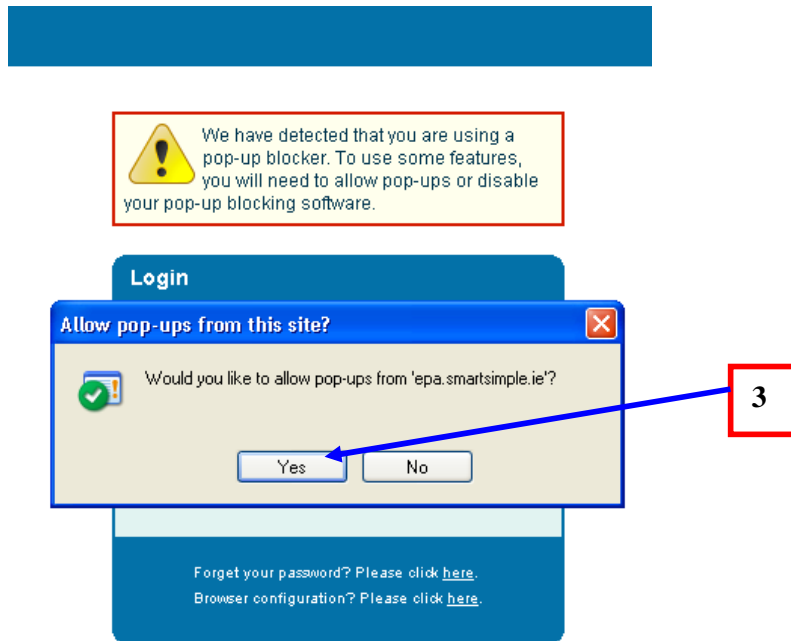 We have detected that you are using a
pop-up blocker. To use some features,
you will need to allow pop-ups or disable
your pop-up blocking software.
Login
Allow pop-ups from this site?
Would you like to allow pop-ups from 'epa.smartsimple.ie'?
3
Yes No
Forget your password? Please click here.
Browser configuration? Please click here.